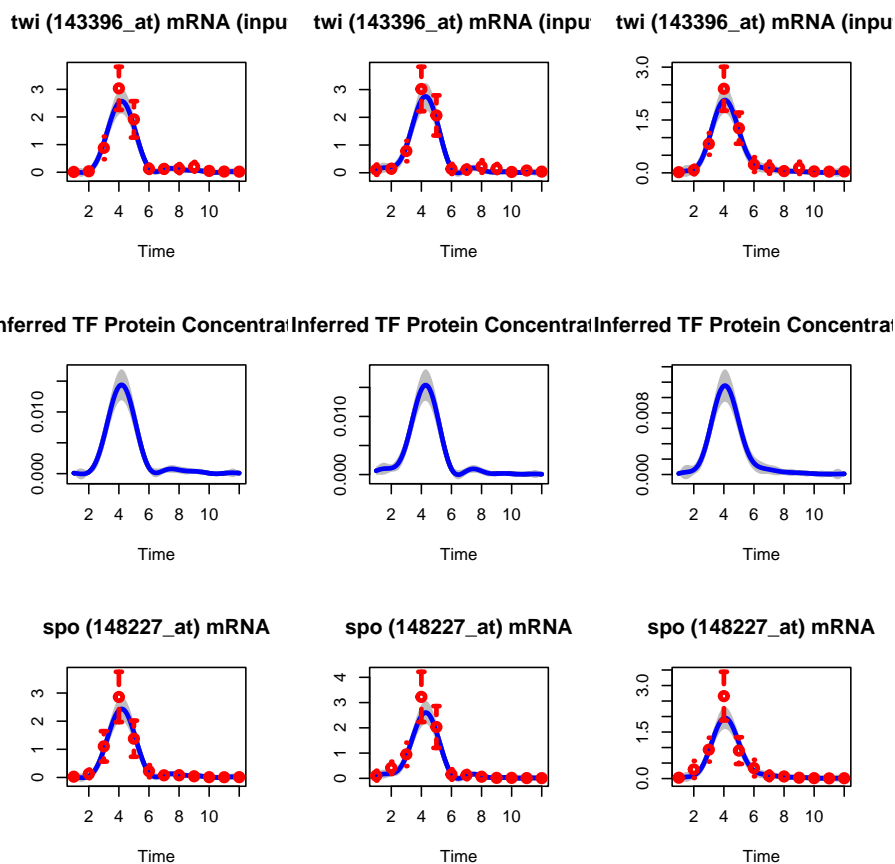 twi (143396_at) mRNA (inpu twi (143396_at) mRNA (inpu twi (143396_at) mRNA (inpu
3
2
1
0
2 4 6 8 10
Time
3
2
1
0
2 4 6 8 10
Time
3.0
1.5
0.0
2 4 6 8 10
Time
nferred TF Protein Concentrat Inferred TF Protein Concentrat Inferred TF Protein Concentrat
0.010
0.000
2 4 6 8 10
Time
0.010
0.000
2 4 6 8 10
Time
0.008
0.000
2 4 6 8 10
Time
spo (148227_at) mRNA spo (148227_at) mRNA spo (148227_at) mRNA
3
2
1
0
2 4 6 8 10
Time
4
3
2
1
0
2 4 6 8 10
Time
3.0
1.5
0.0
2 4 6 8 10
Time